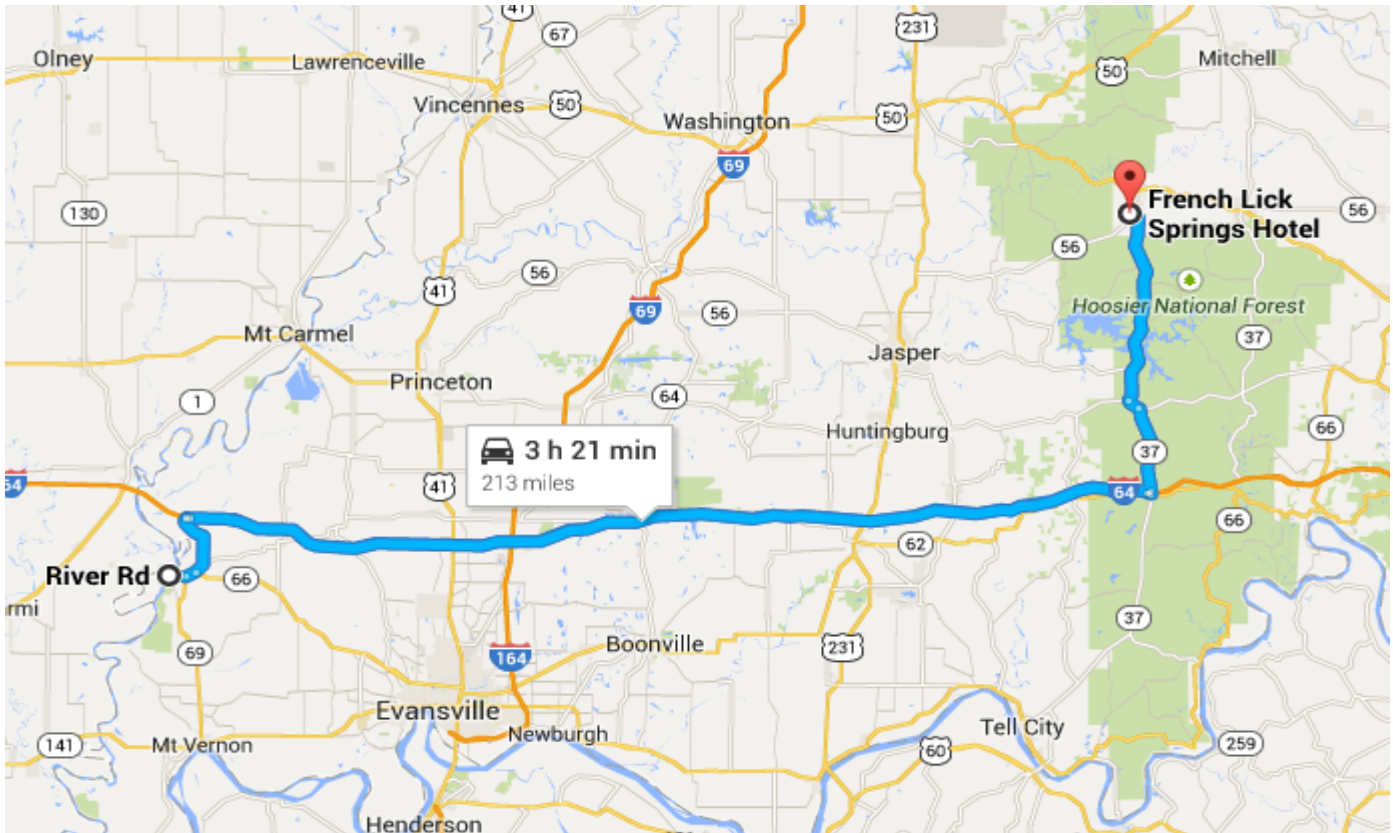 41
67
231
Olney
Lawrenceville
50
Mitchell
Vincennes
50
50
Washington
69
130
French Lick
Springs Hotel
56
56
41
56
Hoosier National Forest
69
56
37
Mt Carmel
Jasper
Princeton
64
1
66
Huntingburg
37
3 h 21 min
213 miles
64
41
64
66
62
River Rd
66
rmi
37
69
Boonville
231
164
Evansville
Newburgh
Tell City
141
Mt Vernon
60
259
Henderson